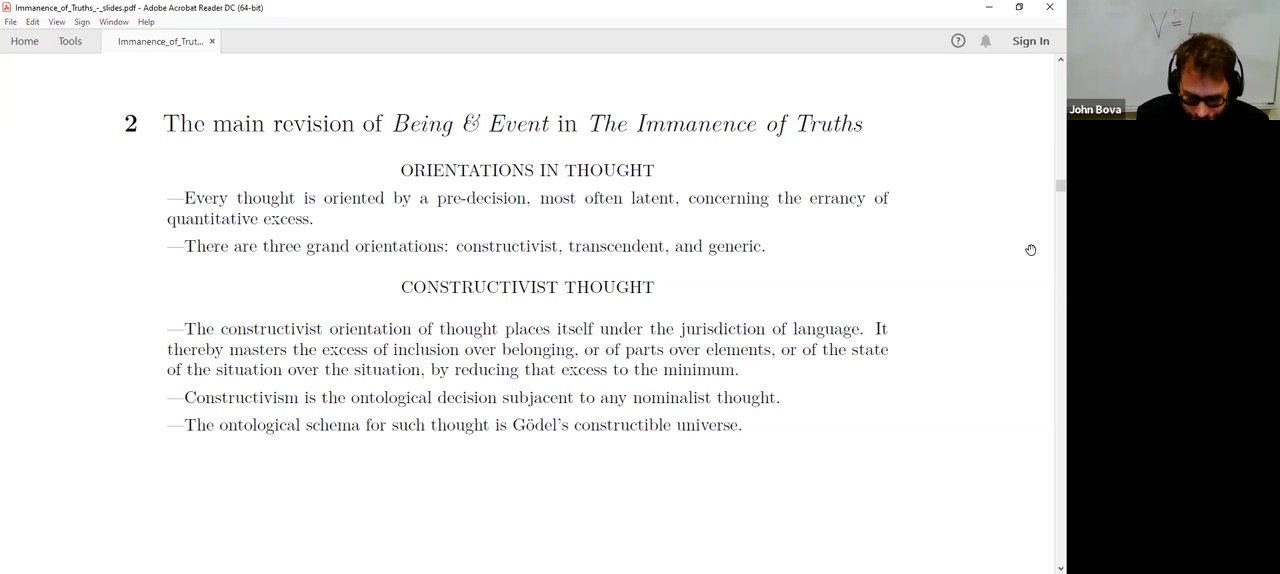 Immanence_of_Truths_-_slides.pdf - Adobe Acrobat Reader DC (64-bit)
File Edit View Sign Window Help
Home Tools Immanence_of_Trut... × Sign In
2 The main revision of Being & Event in The Immanence of Truths
ORIENTATIONS IN THOUGHT
—Every thought is oriented by a pre-decision, most often latent, concerning the errancy of
quantitative excess.
—There are three grand orientations: constructivist, transcendent, and generic.
CONSTRUCTIVIST THOUGHT
—The constructivist orientation of thought places itself under the jurisdiction of language. It
thereby masters the excess of inclusion over belonging, or of parts over elements, or of the state
of the situation over the situation, by reducing that excess to the minimum.
—Constructivism is the ontological decision subjacent to any nominalist thought.
—The ontological schema for such thought is Gödel's constructible universe.
V = L
John Bova